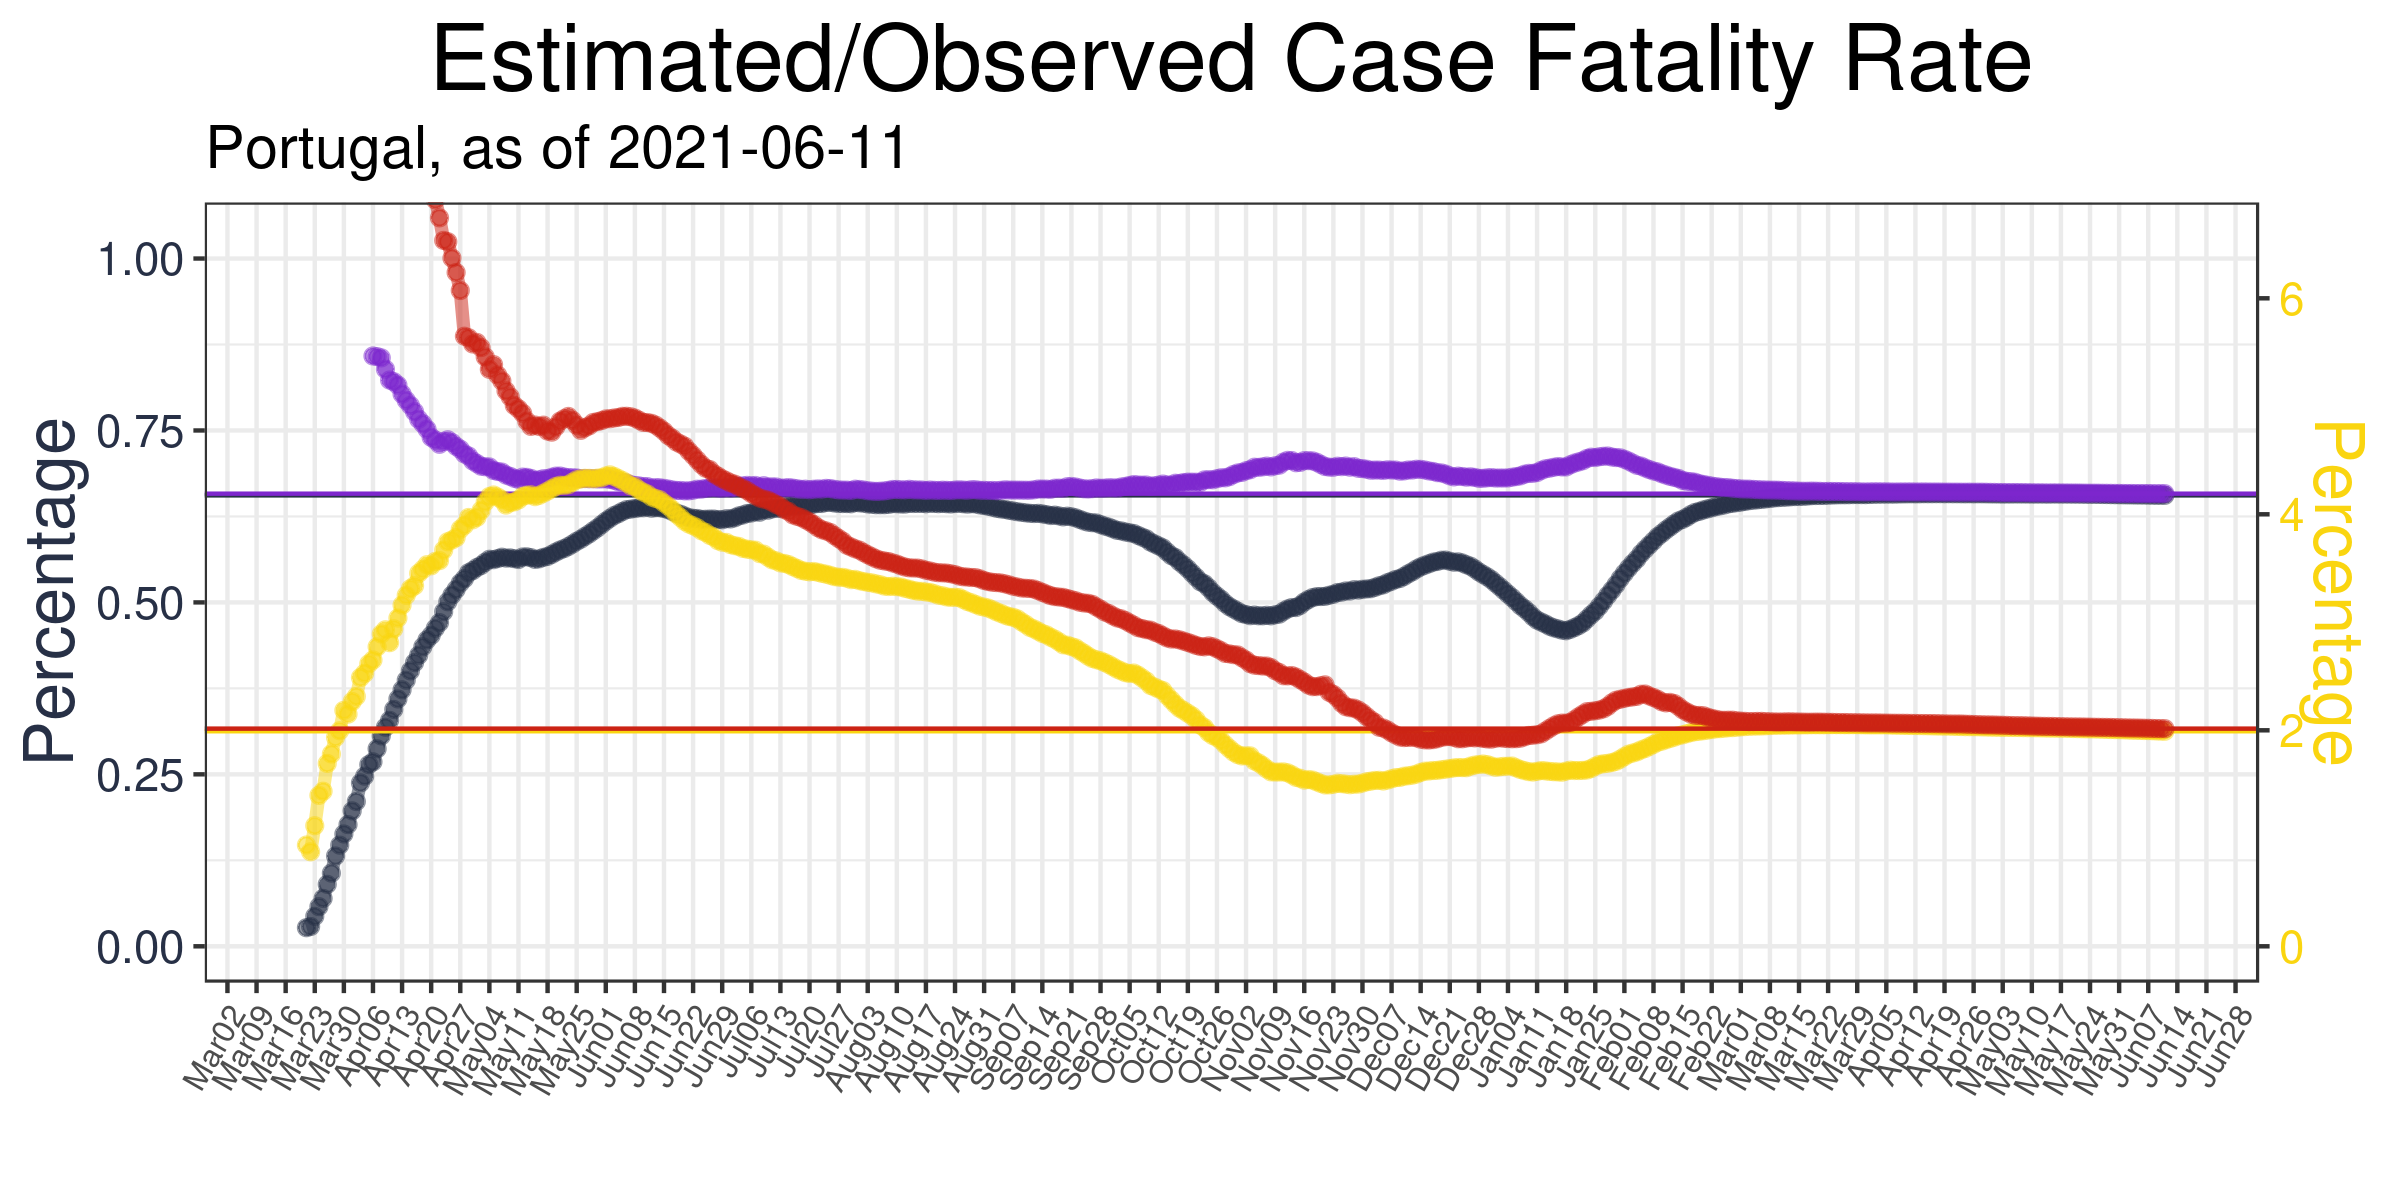 Estimated/Observed Case Fatality Rate
Portugal, as of 2021-06-11
Percentage
1.00
0.75
0.50
0.25
0.00
6
4
2
0
Percentage
Mar02
Mar09
Mar16
Mar23
Mar30
Apr06
Apr13
Apr20
Apr27
May04
May11
May18
May25
Jun01
Jun08
Jun15
Jun22
Jun29
Jul06
Jul13
Jul20
Jul27
Aug03
Aug10
Aug17
Aug24
Aug31
Sep07
Sep14
Sep21
Sep28
Oct05
Oct12
Oct19
Oct26
Nov02
Nov09
Nov16
Nov23
Nov30
Dec07
Dec14
Dec21
Dec28
Jan04
Jan11
Jan18
Jan25
Feb01
Feb08
Feb15
Feb22
Mar01
Mar08
Mar15
Mar22
Mar29
Apr05
Apr12
Apr19
Apr26
May03
May10
May17
May24
May31
Jun07
Jun14
Jun21
Jun28